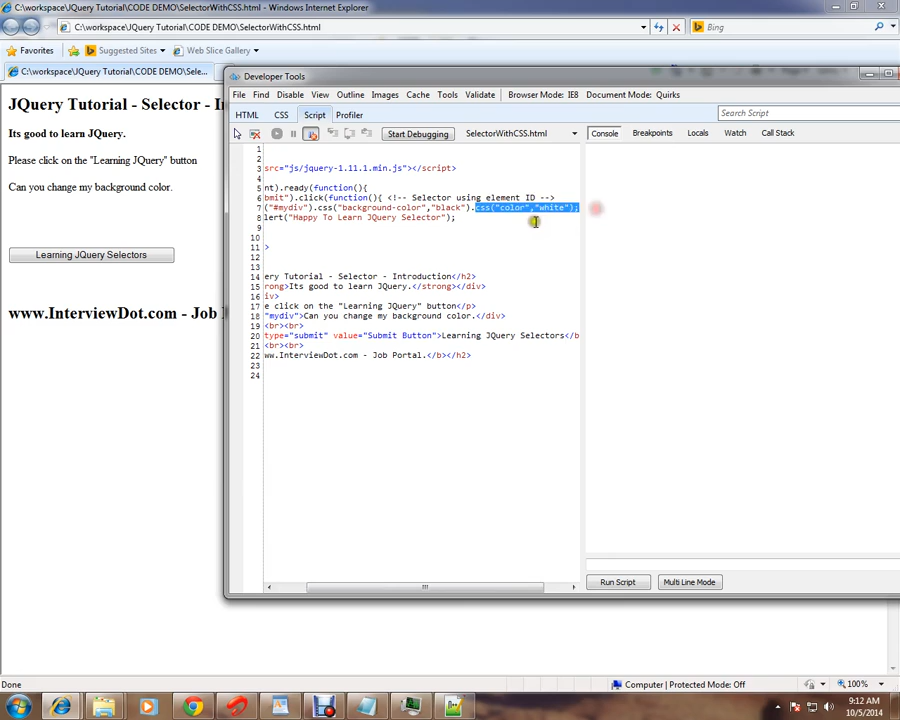 C:\workspace\JQuery Tutorial\CODE DEMO\SelectorWithCSS.html - Windows Internet Explorer
C:\workspace\JQuery Tutorial\CODE DEMO\SelectorWithCSS.html
Bing
Favorites
Suggested Sites
Web Slice Gallery
C:\workspace\JQuery Tutorial\CODE DEMO\Sele...
JQuery Tutorial - Selector - I
Its good to learn JQuery.
Please click on the "Learning JQuery" button
Can you change my background color.
Learning JQuery Selectors
www.InterviewDot.com - Job
Developer Tools
File Find Disable View Outline Images Cache Tools Validate Browser Mode: IE8 Document Mode: Quirks
HTML CSS Script Profiler
Search Script
Start Debugging SelectorWithCSS.html
Console Breakpoints Locals Watch Call Stack
1
2
3 src="js/jquery-1.11.1.min.js"></script>
4
5 nt).ready(function(){
6 bmit").click(function(){ <!-- Selector using element ID -->
7 ("#mydiv").css("background-color","black").css("color","white");
8 lert("Happy To Learn JQuery Selector");
9
10
11 >
12
13
14 ery Tutorial - Selector - Introduction</h2>
15 rong>Its good to learn JQuery.</strong></div>
16 iv>
17 e click on the "Learning JQuery" button</p>
18 "mydiv">Can you change my background color.</div>
19 <br><br>
20 type="submit" value="Submit Button">Learning JQuery Selectors</b
21 <br><br>
22 ww.InterviewDot.com - Job Portal.</b></h2>
23
24
Run Script Multi Line Mode
Done
Computer | Protected Mode: Off
100%
9:12 AM
10/5/2014